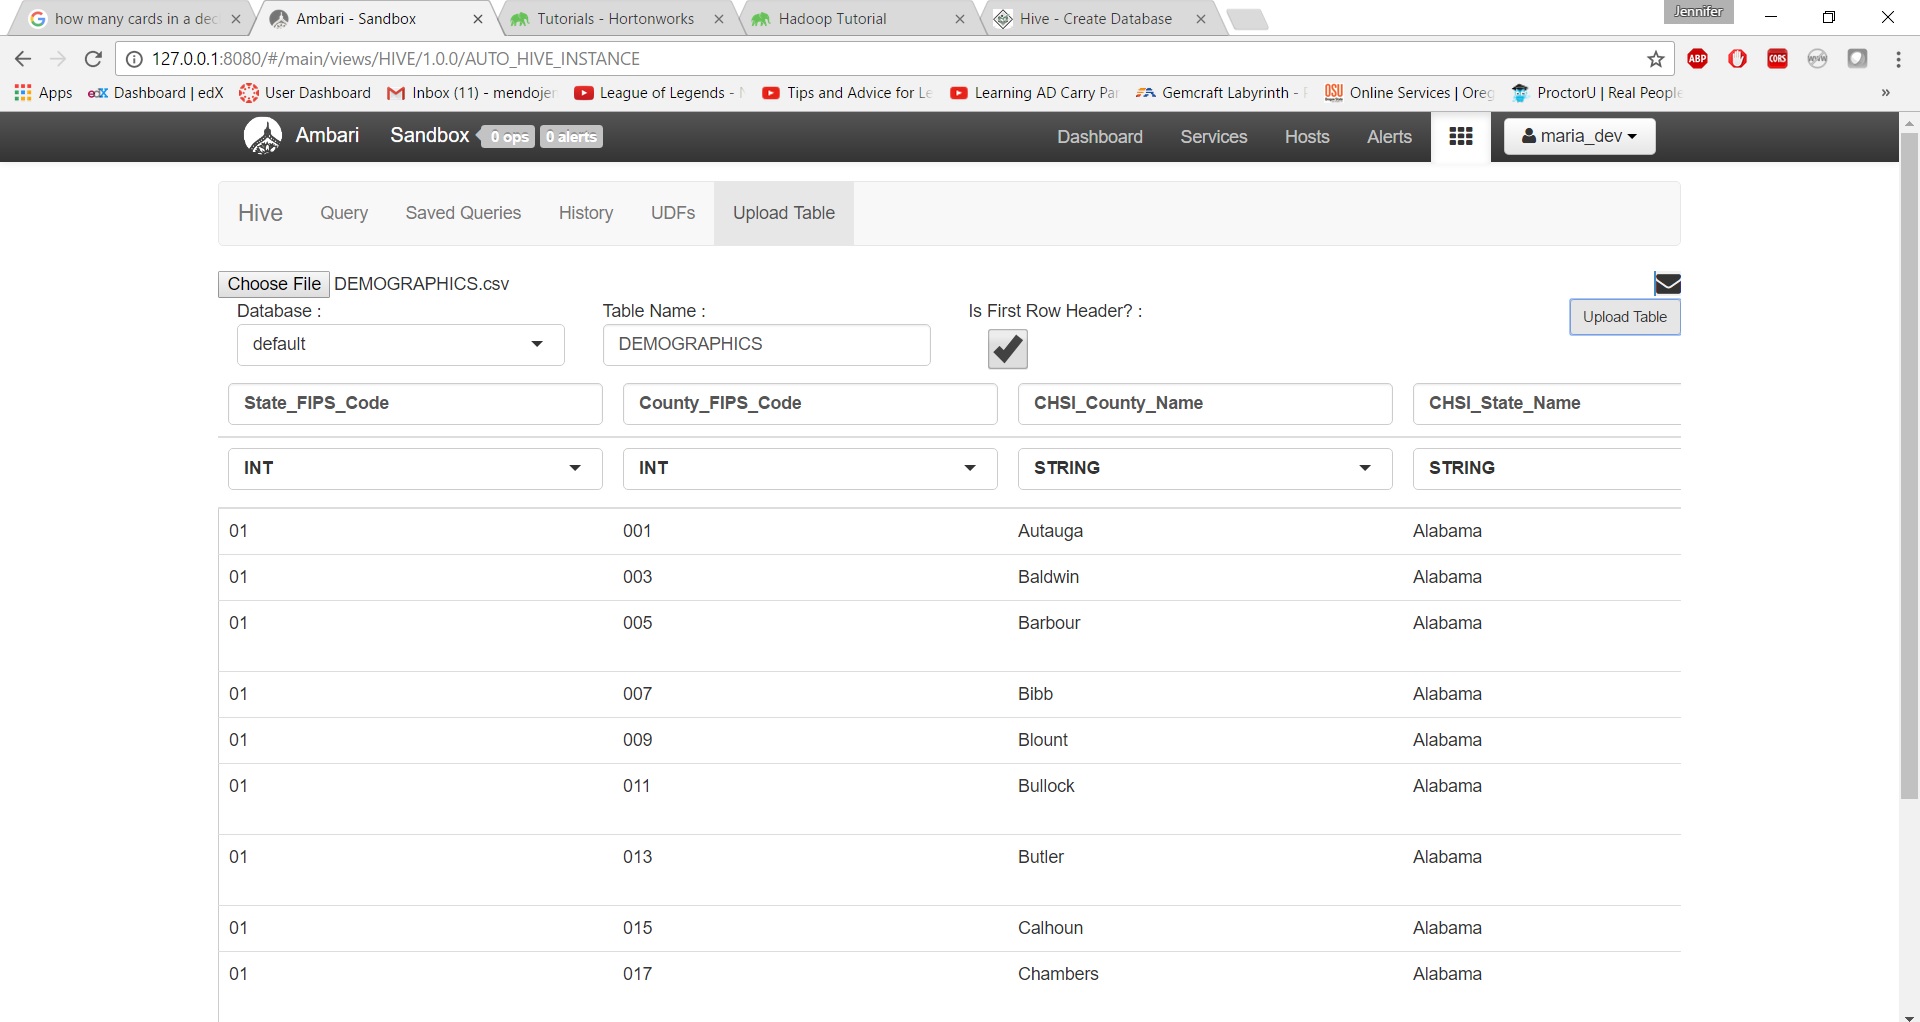 how many cards in a dec
Ambari - Sandbox
Tutorials - Hortonworks
Hadoop Tutorial
Hive - Create Database
Jennifer
127.0.0.1:8080/#/main/views/HIVE/1.0.0/AUTO_HIVE_INSTANCE
ABP
CORS
Apps
edX Dashboard | edX
User Dashboard
Inbox (11) - mendojer
League of Legends -
Tips and Advice for Le
Learning AD Carry Par
Gemcraft Labyrinth -
OSU Online Services | Oreg
ProctorU | Real People
»
Ambari Sandbox 0 ops 0 alerts Dashboard Services Hosts Alerts maria_dev
Hive Query Saved Queries History UDFs Upload Table
Choose File DEMOGRAPHICS.csv
Database : Table Name : Is First Row Header? : Upload Table
default DEMOGRAPHICS
State_FIPS_Code County_FIPS_Code CHSI_County_Name CHSI_State_Name
INT INT STRING STRING
01 001 Autauga Alabama
01 003 Baldwin Alabama
01 005 Barbour Alabama
01 007 Bibb Alabama
01 009 Blount Alabama
01 011 Bullock Alabama
01 013 Butler Alabama
01 015 Calhoun Alabama
01 017 Chambers Alabama